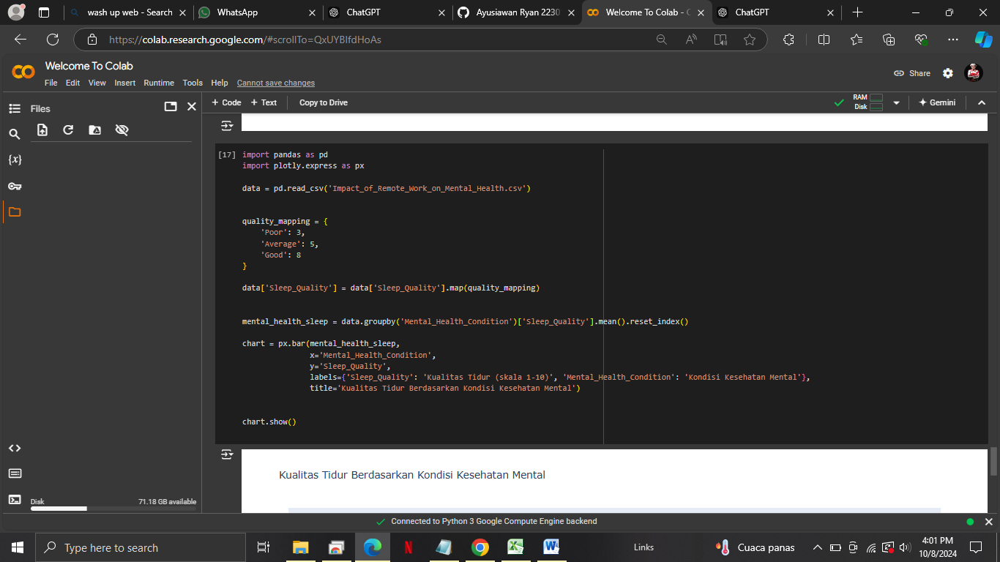 wash up web - Search
WhatsApp
ChatGPT
Ayusiawan Ryan 2230
Welcome To Colab - C
ChatGPT
https://colab.research.google.com/#scrollTo=QxUYBIfdHoAs
Welcome To Colab
File Edit View Insert Runtime Tools Help Cannot save changes
Share
+ Code + Text Copy to Drive
RAM
Disk
Gemini
Files
{x}
[17] import pandas as pd
import plotly.express as px
data = pd.read_csv('Impact_of_Remote_Work_on_Mental_Health.csv')
quality_mapping = {
'Poor': 3,
'Average': 5,
'Good': 8
}
data['Sleep_Quality'] = data['Sleep_Quality'].map(quality_mapping)
mental_health_sleep = data.groupby('Mental_Health_Condition')['Sleep_Quality'].mean().reset_index()
chart = px.bar(mental_health_sleep,
x='Mental_Health_Condition',
y='Sleep_Quality',
labels={'Sleep_Quality': 'Kualitas Tidur (skala 1-10)', 'Mental_Health_Condition': 'Kondisi Kesehatan Mental'},
title='Kualitas Tidur Berdasarkan Kondisi Kesehatan Mental')
chart.show()
Kualitas Tidur Berdasarkan Kondisi Kesehatan Mental
Disk 71.18 GB available
Connected to Python 3 Google Compute Engine backend
Type here to search
Links
Cuaca panas
4:01 PM
10/8/2024